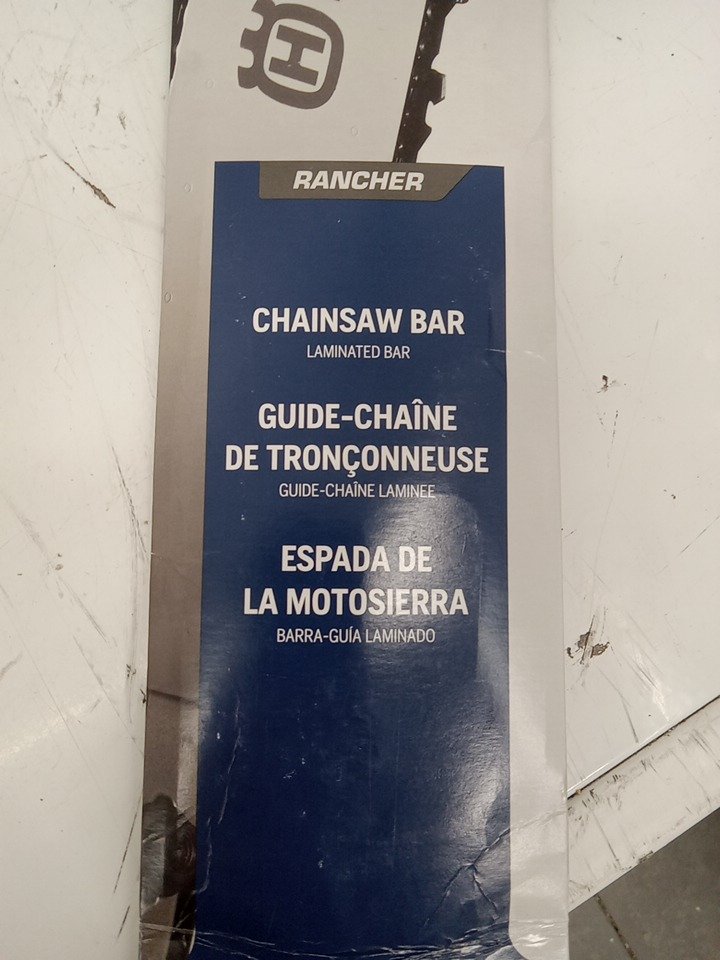 H
RANCHER
CHAINSAW BAR
LAMINATED BAR
GUIDE-CHAÎNE
DE TRONÇONNEUSE
GUIDE-CHAÎNE LAMINEE
ESPADA DE
LA MOTOSIERRA
BARRA-GUÍA LAMINADO